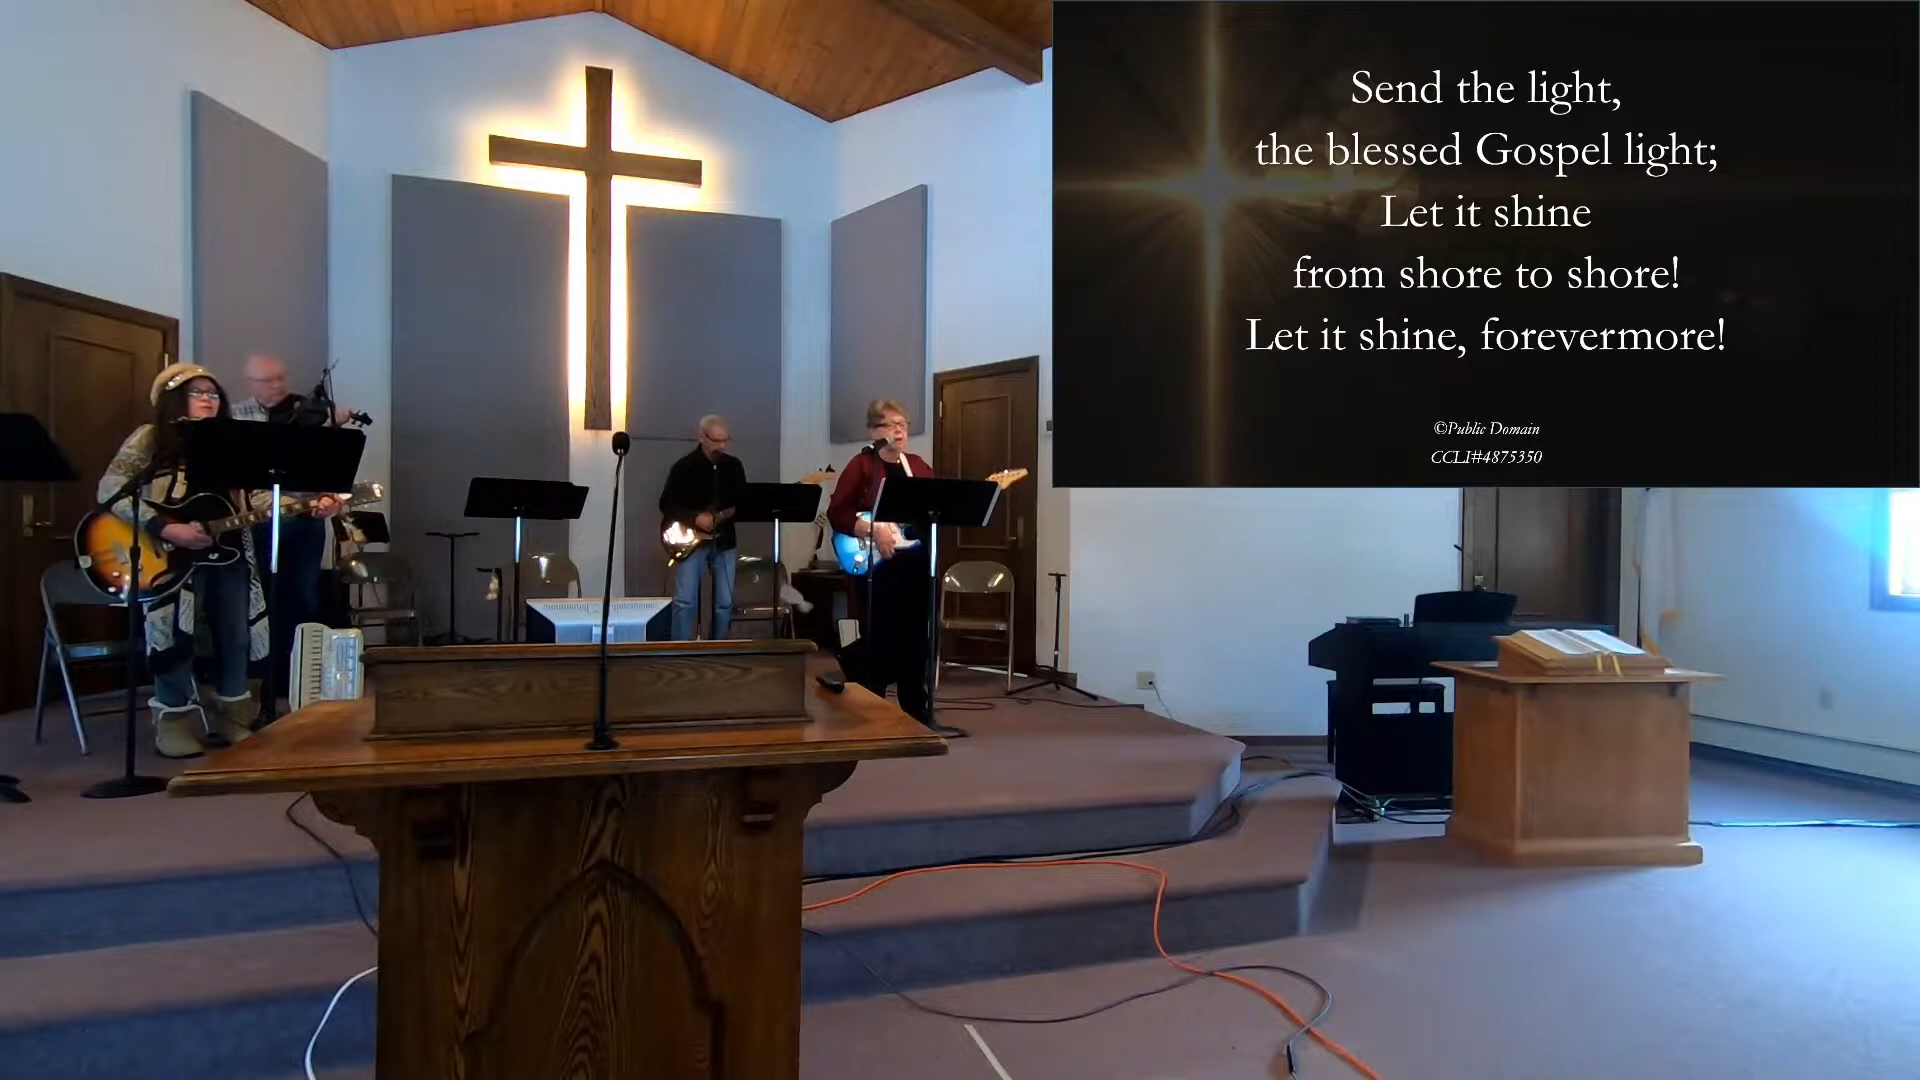 Send the light,
the blessed Gospel light;
Let it shine
from shore to shore!
Let it shine, forevermore!
©Public Domain
CCLI#4875350